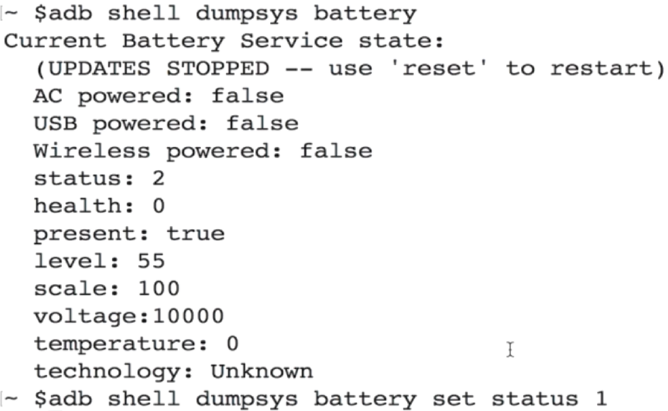 ~ $adb shell dumpsys battery
Current Battery Service state:
(UPDATES STOPPED -- use 'reset' to restart)
AC powered: false
USB powered: false
Wireless powered: false
status: 2
health: 0
present: true
level: 55
scale: 100
voltage:10000
temperature: 0
technology: Unknown
~ $adb shell dumpsys battery set status 1